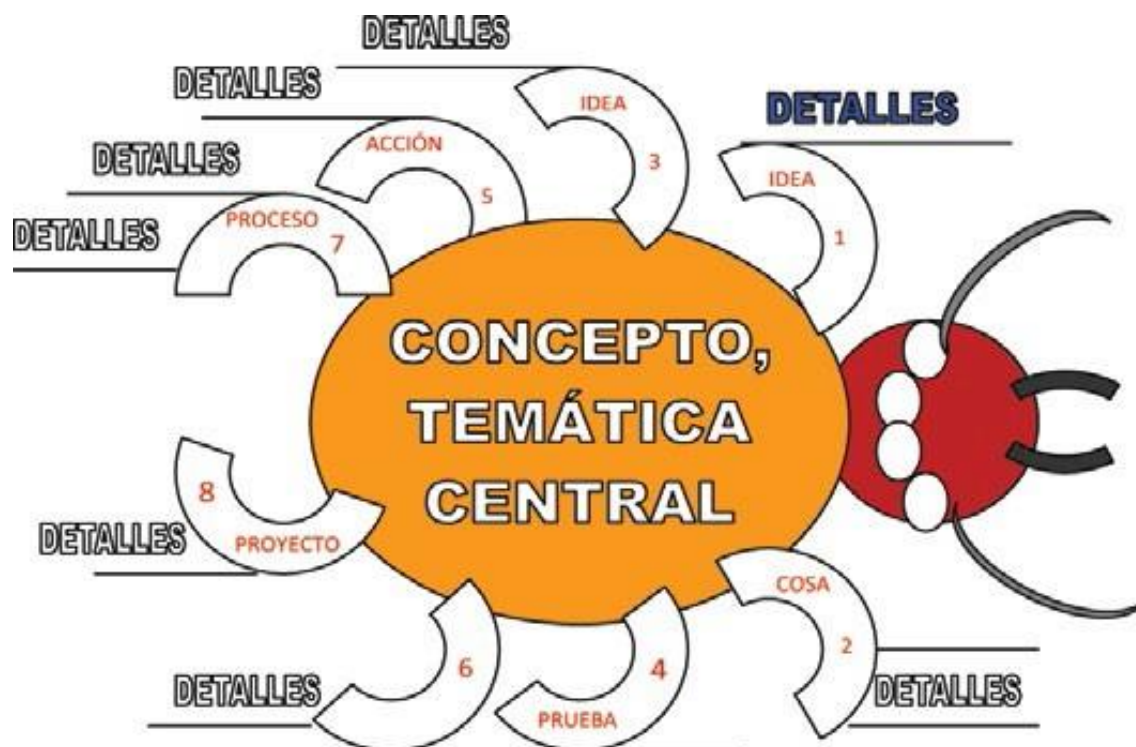 DETALLES
DETALLES
DETALLES
DETALLES
DETALLES
IDEA
3
IDEA
1
ACCIÓN
5
PROCESO
7
CONCEPTO,
TEMÁTICA
CENTRAL
8
PROYECTO
DETALLES
COSA
2
DETALLES
6
DETALLES
4
PRUEBA